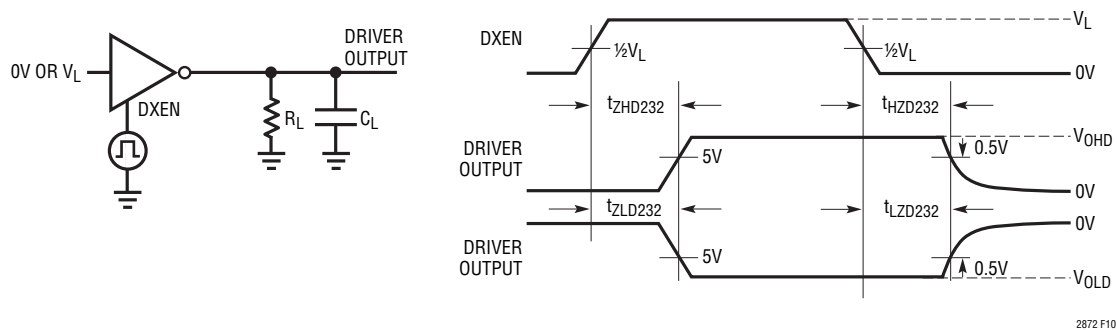 0V OR VL
DXEN
DRIVER
OUTPUT
RL
CL
DXEN
½VL
½VL
VL
0V
tZHD232
tHZD232
DRIVER
OUTPUT
5V
VOHD
0.5V
0V
tZLD232
tLZD232
0V
DRIVER
OUTPUT
5V
0.5V
VOLD
2872 F10